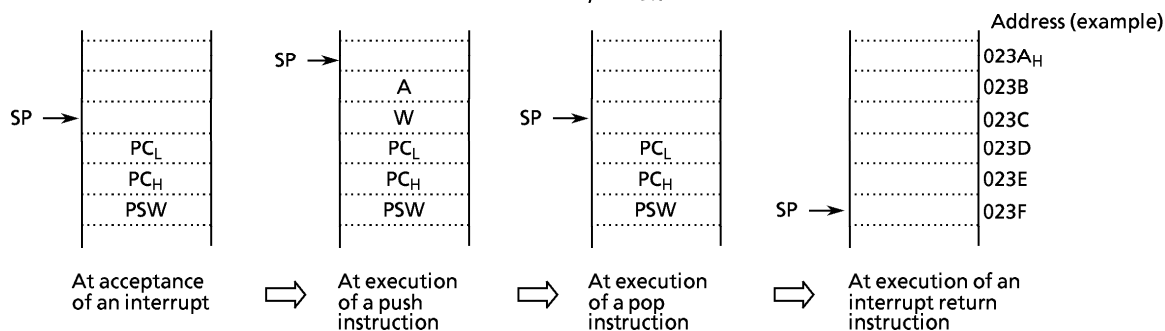 Address (example)
SP
023AH
A
023B
SP
W
SP
023C
PCL
PCL
PCL
023D
PCH
PCH
PCH
023E
PSW
PSW
PSW
SP
023F
At acceptance
of an interrupt
At execution
of a push
instruction
At execution
of a pop
instruction
At execution of an
interrupt return
instruction